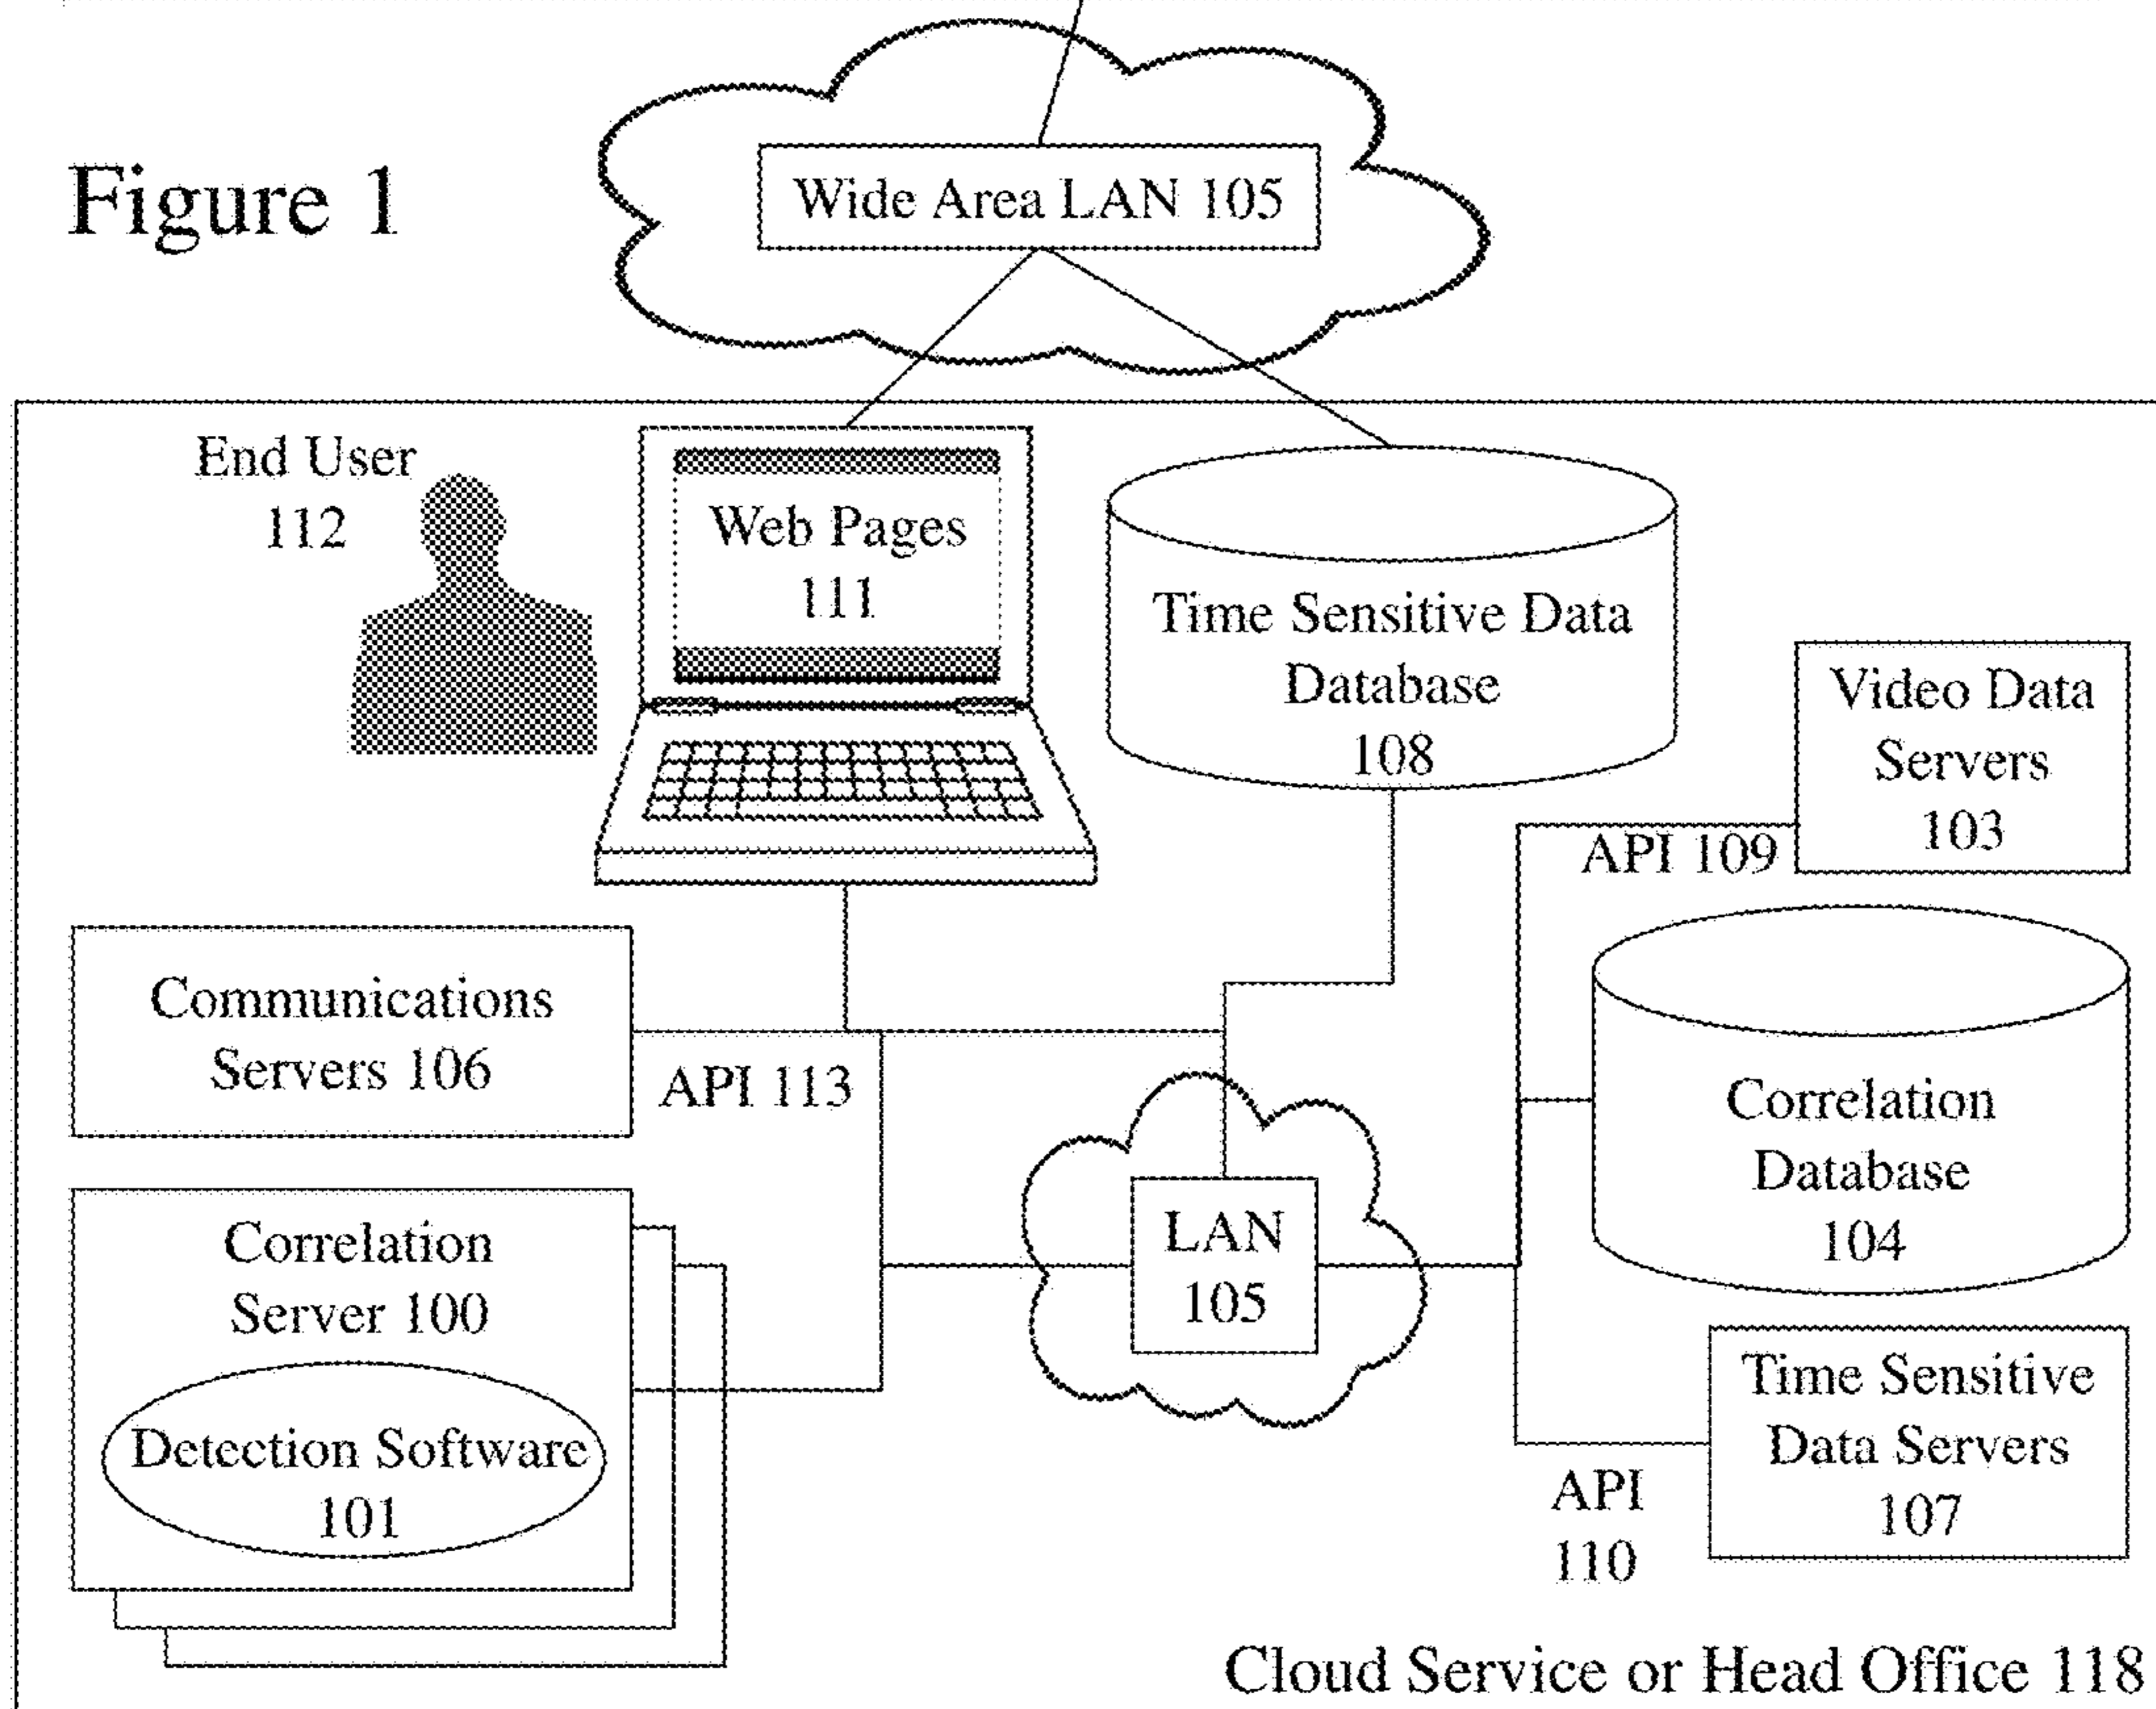 Figure 1
Wide Area LAN 105
End User
112
Web Pages
111
Time Sensitive Data
Database
108
Video Data
Servers
103
API 109
Communications
Servers 106
API 113
Correlation
Database
104
LAN
105
Correlation
Server 100
Detection Software
101
Time Sensitive
Data Servers
107
API
110
Cloud Service or Head Office 118